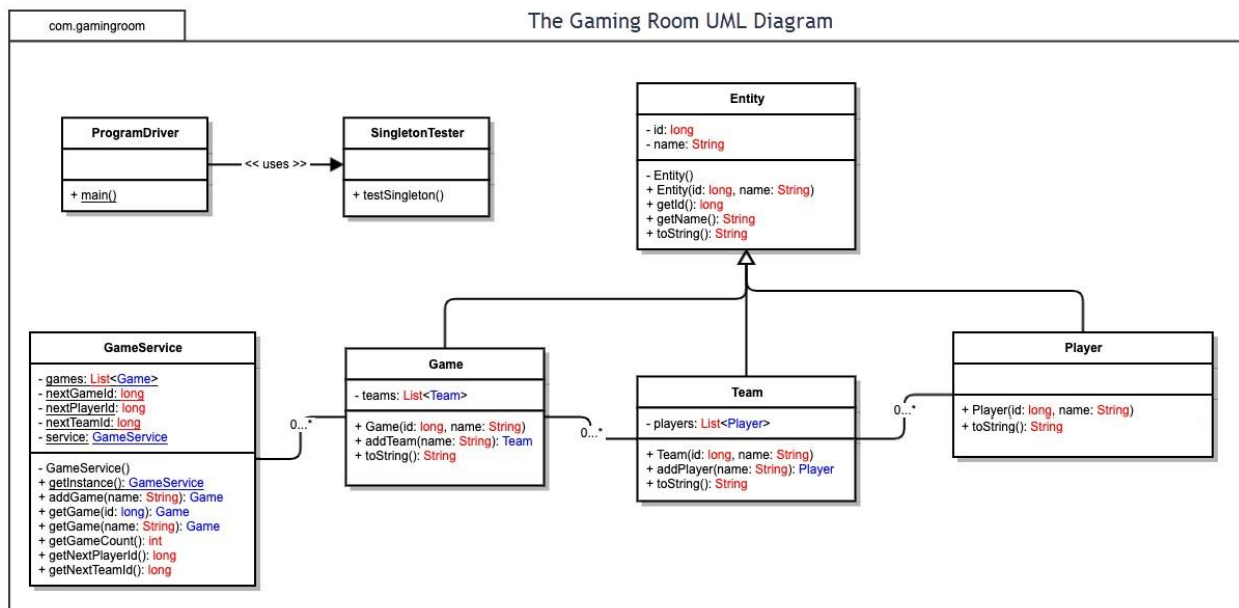 The Gaming Room UML Diagram
com.gamingroom
Entity
- id: long
- name: String
- Entity()
+ Entity(id: long, name: String)
+ getId(): long
+ getName(): String
+ toString(): String
ProgramDriver
+ main()
<< uses >>
SingletonTester
+ testSingleton()
GameService
- games: List<Game>
- nextGameId: long
- nextPlayerId: long
- nextTeamId: long
- service: GameService
- GameService()
+ getInstance(): GameService
+ addGame(name: String): Game
+ getGame(id: long): Game
+ getGame(name: String): Game
+ getGameCount(): int
+ getNextPlayerId(): long
+ getNextTeamId(): long
0...*
Game
- teams: List<Team>
+ Game(id: long, name: String)
+ addTeam(name: String): Team
+ toString(): String
0...*
Team
- players: List<Player>
+ Team(id: long, name: String)
+ addPlayer(name: String): Player
+ toString(): String
0...*
Player
+ Player(id: long, name: String)
+ toString(): String